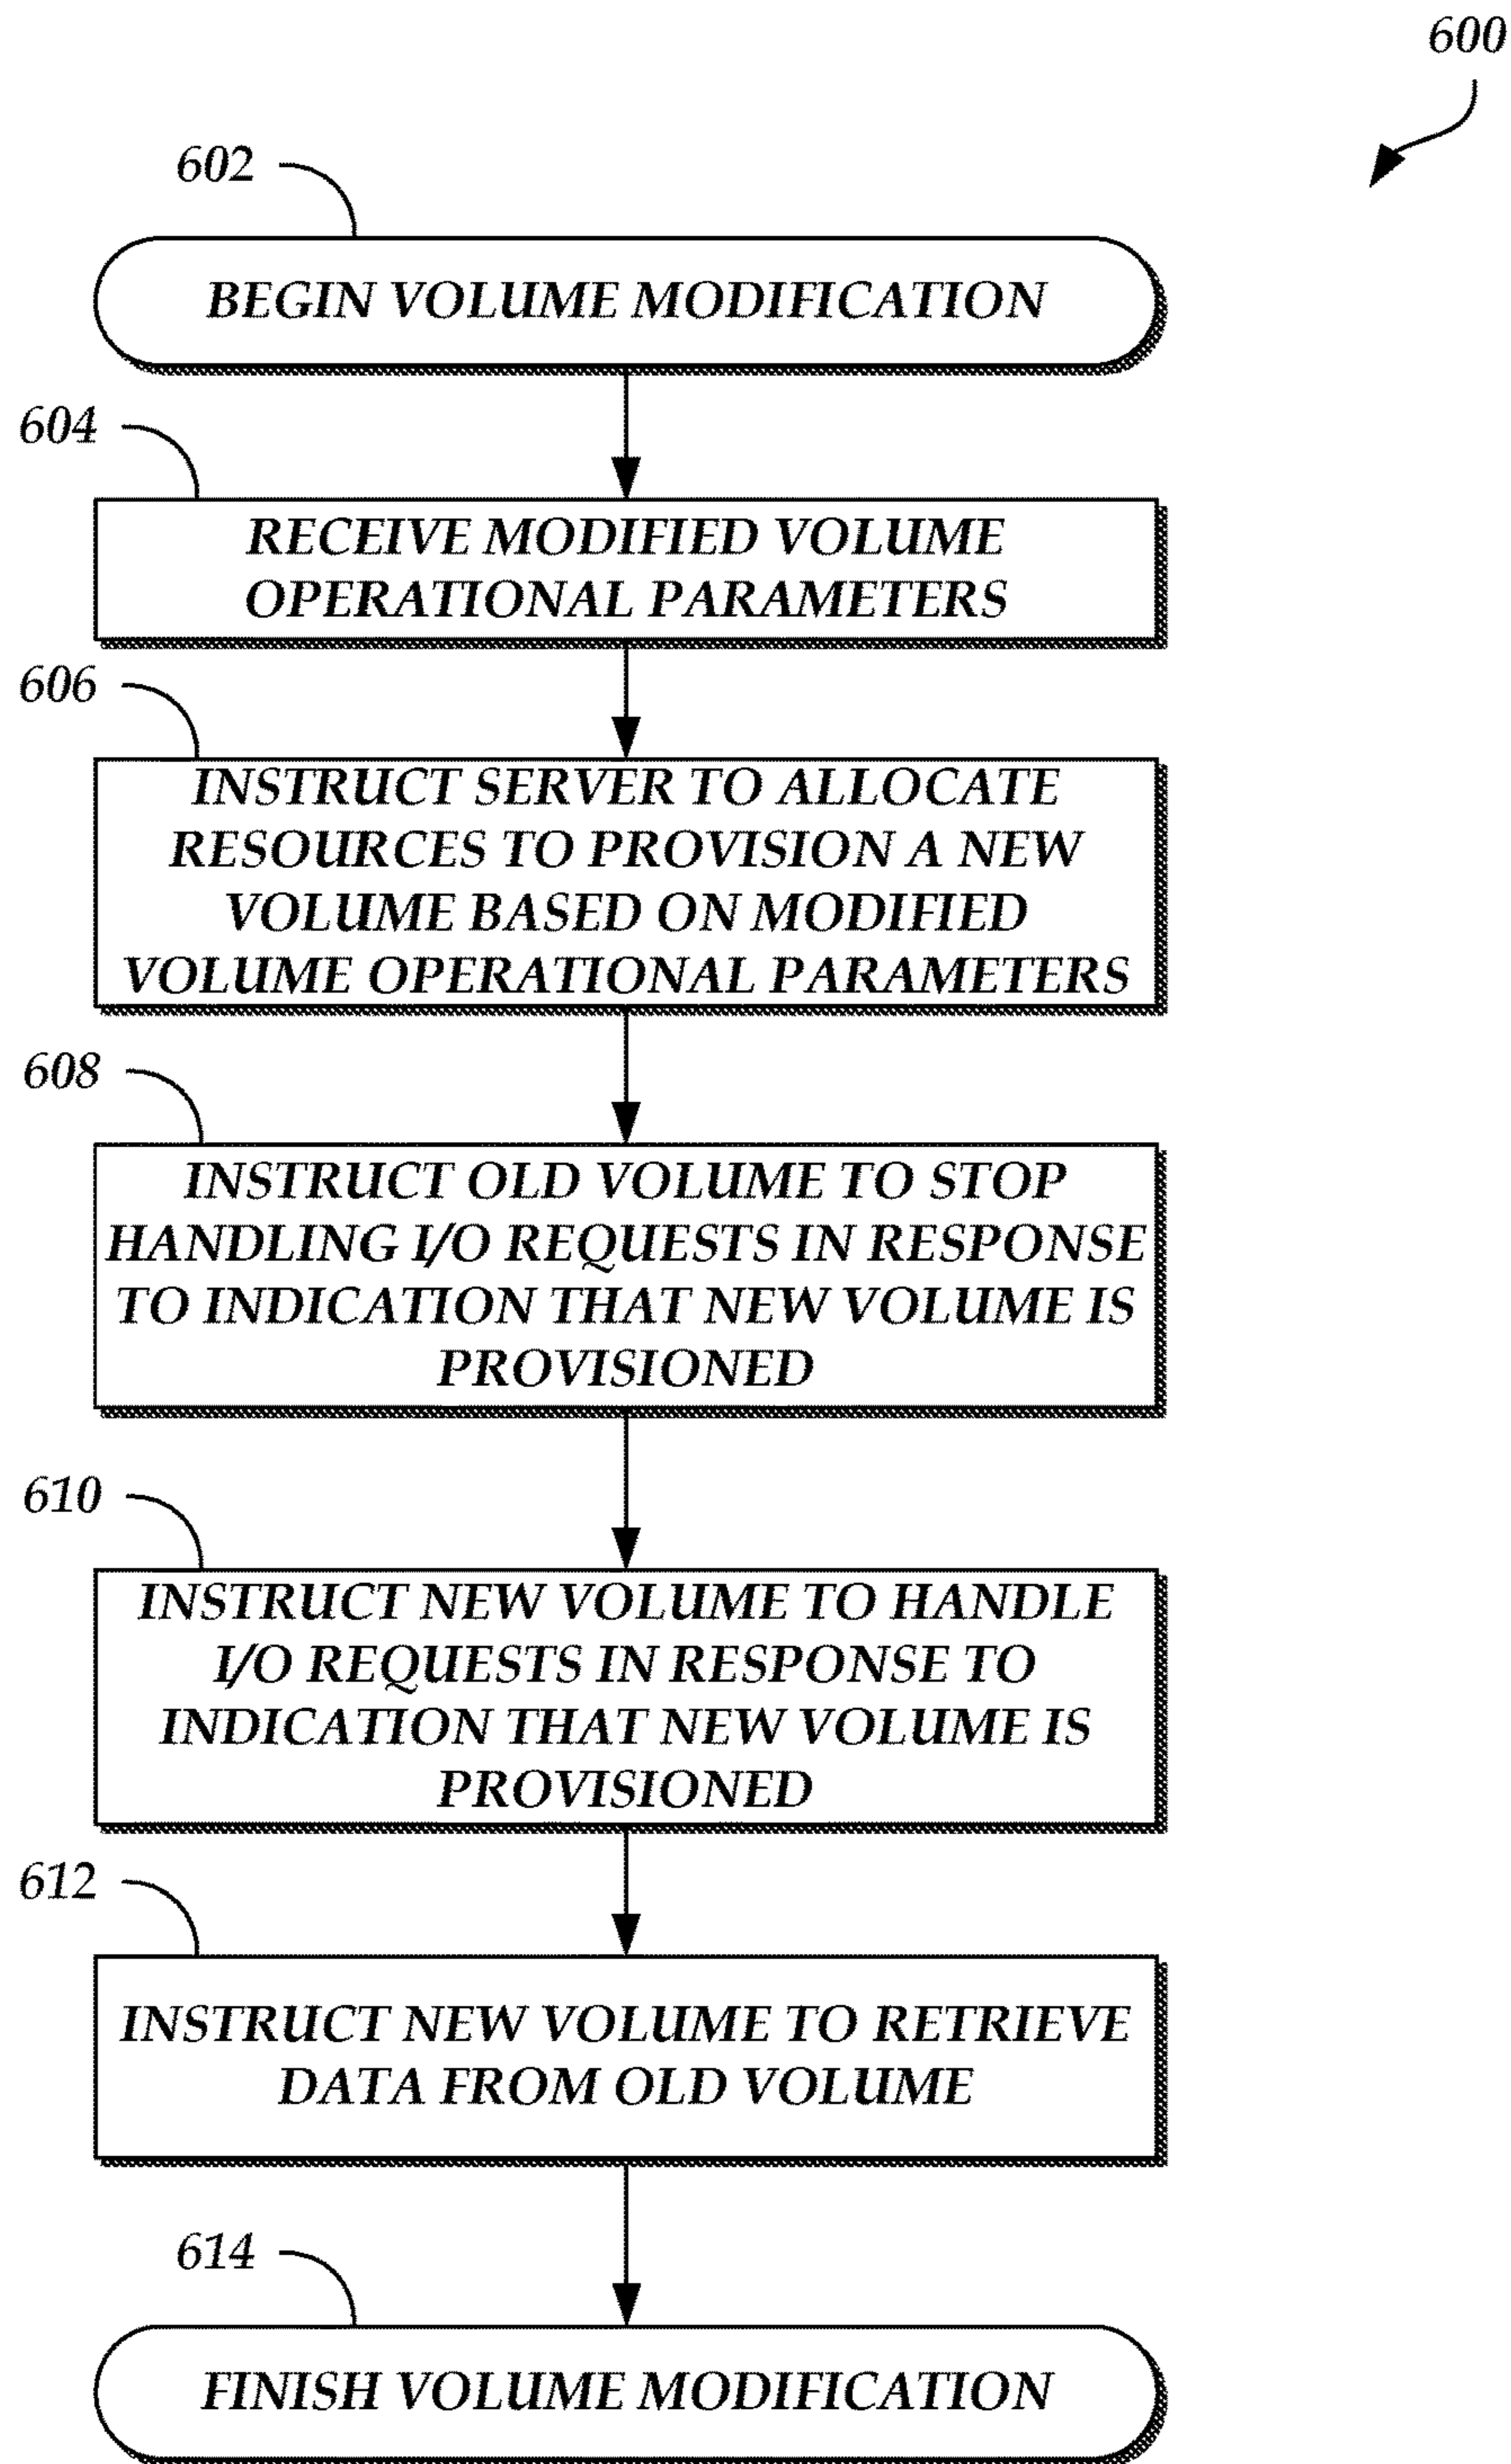 600
602
BEGIN VOLUME MODIFICATION
604
RECEIVE MODIFIED VOLUME
OPERATIONAL PARAMETERS
606
INSTRUCT SERVER TO ALLOCATE
RESOURCES TO PROVISION A NEW
VOLUME BASED ON MODIFIED
VOLUME OPERATIONAL PARAMETERS
608
INSTRUCT OLD VOLUME TO STOP
HANDLING I/O REQUESTS IN RESPONSE
TO INDICATION THAT NEW VOLUME IS
PROVISIONED
610
INSTRUCT NEW VOLUME TO HANDLE
I/O REQUESTS IN RESPONSE TO
INDICATION THAT NEW VOLUME IS
PROVISIONED
612
INSTRUCT NEW VOLUME TO RETRIEVE
DATA FROM OLD VOLUME
614
FINISH VOLUME MODIFICATION